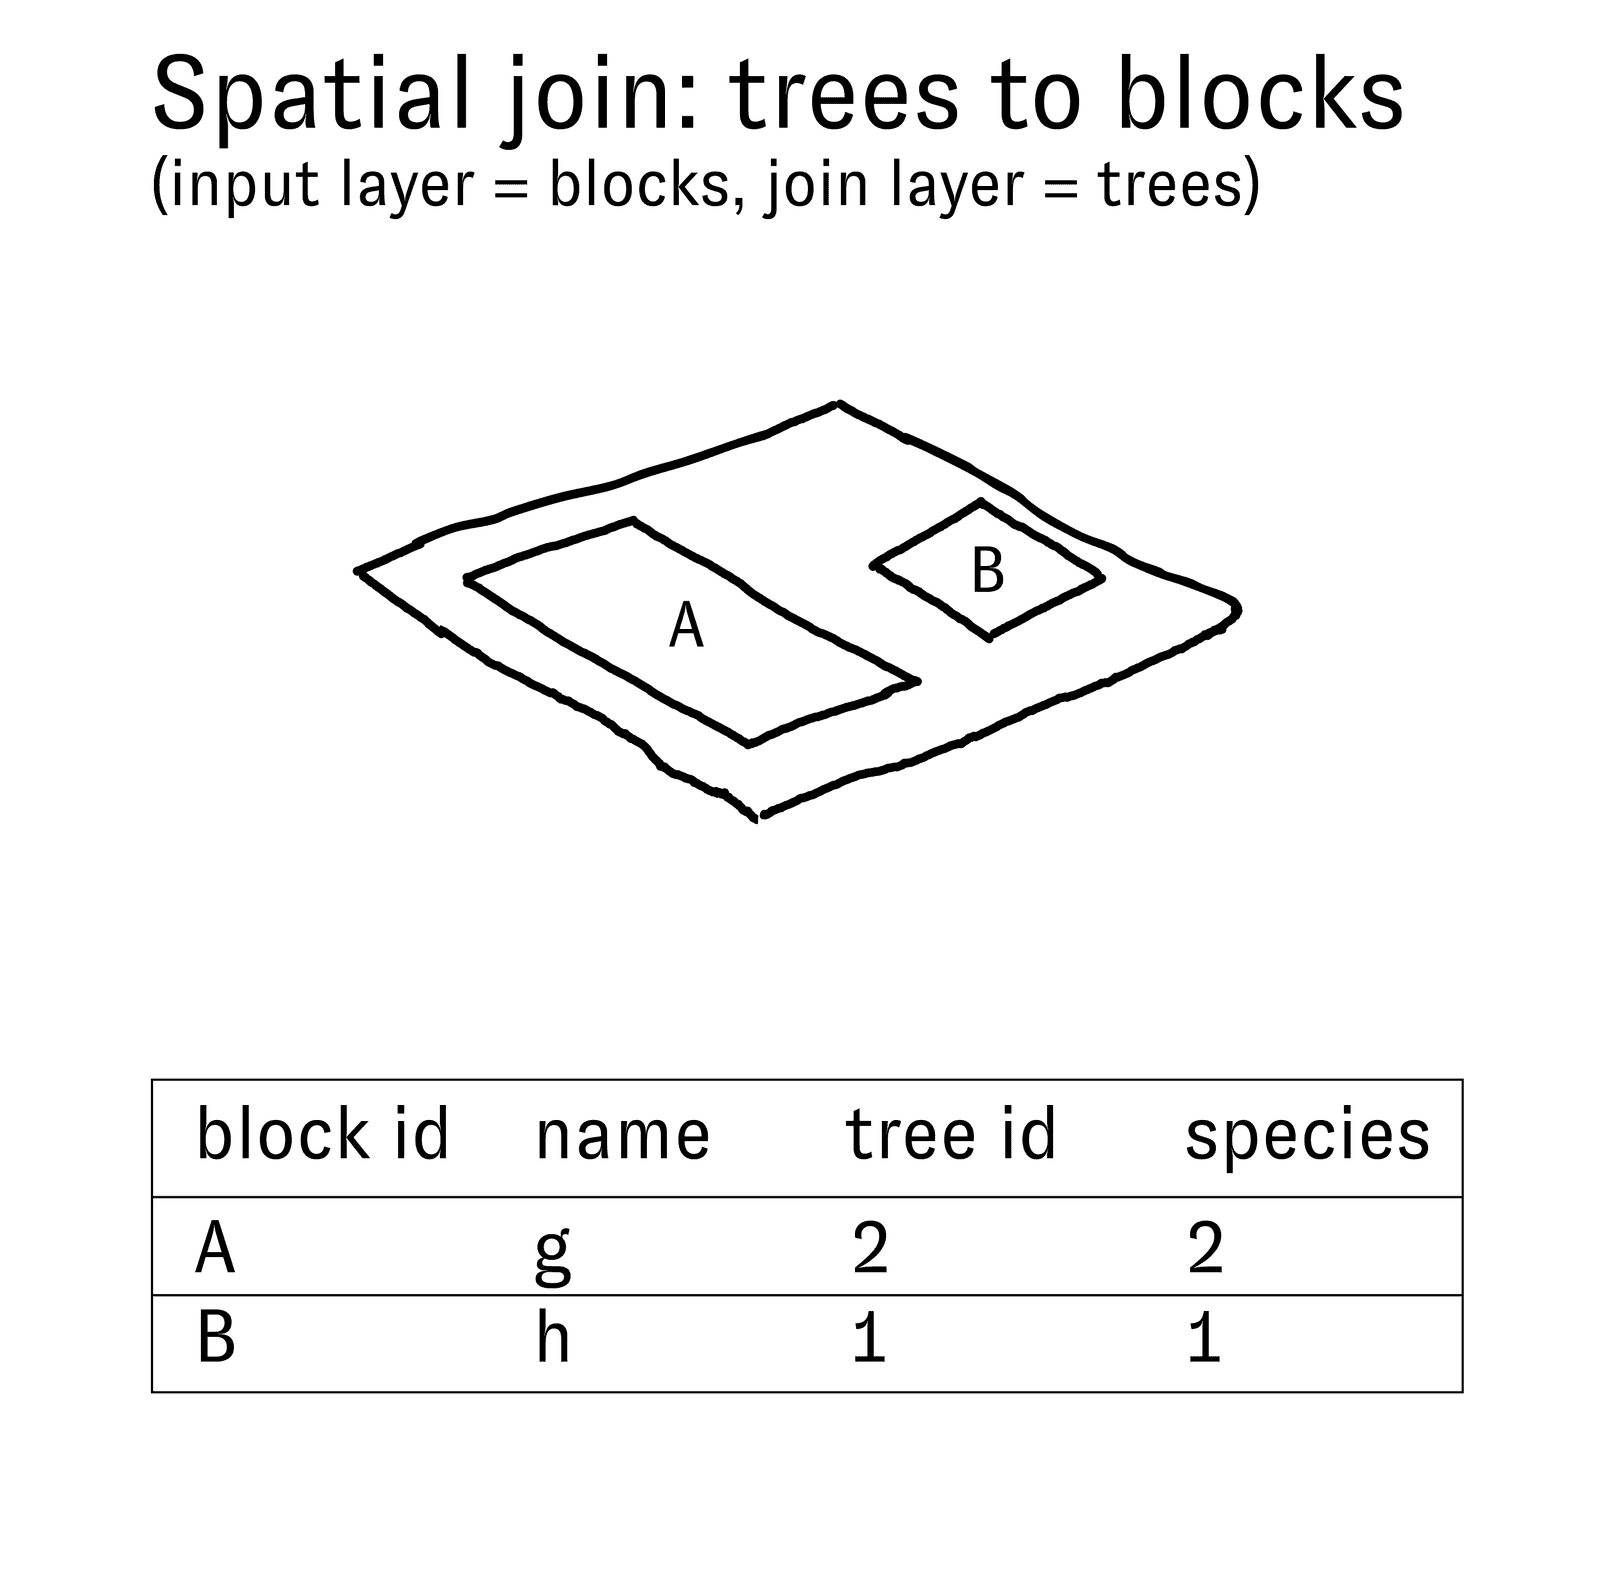 Spatial join: trees to blocks
(input layer = blocks, join layer = trees)
B
A
block id name tree id species
A g 2 2
B h 1 1